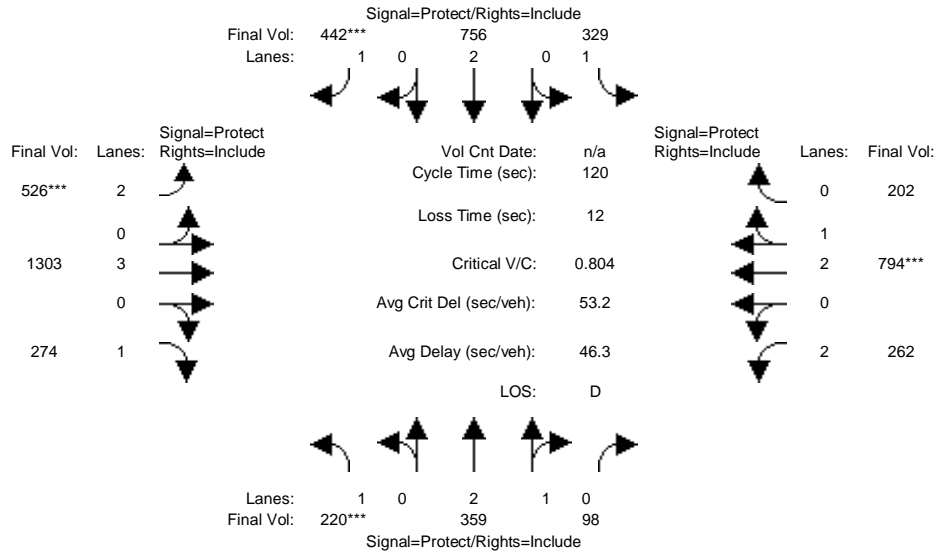 Signal=Protect/Rights=Include
Final Vol: 442*** 756 329
Lanes: 1 0 2 0 1
Signal=Protect
Final Vol: Lanes: Rights=Include
Vol Cnt Date: n/a
Signal=Protect
Rights=Include Lanes: Final Vol:
Cycle Time (sec): 120
526*** 2
0 202
Loss Time (sec): 12
0
1
1303 3
Critical V/C: 0.804
2 794***
0
Avg Crit Del (sec/veh): 53.2
0
274 1
Avg Delay (sec/veh): 46.3
2 262
LOS: D
Lanes: 1 0 2 1 0
Final Vol: 220*** 359 98
Signal=Protect/Rights=Include